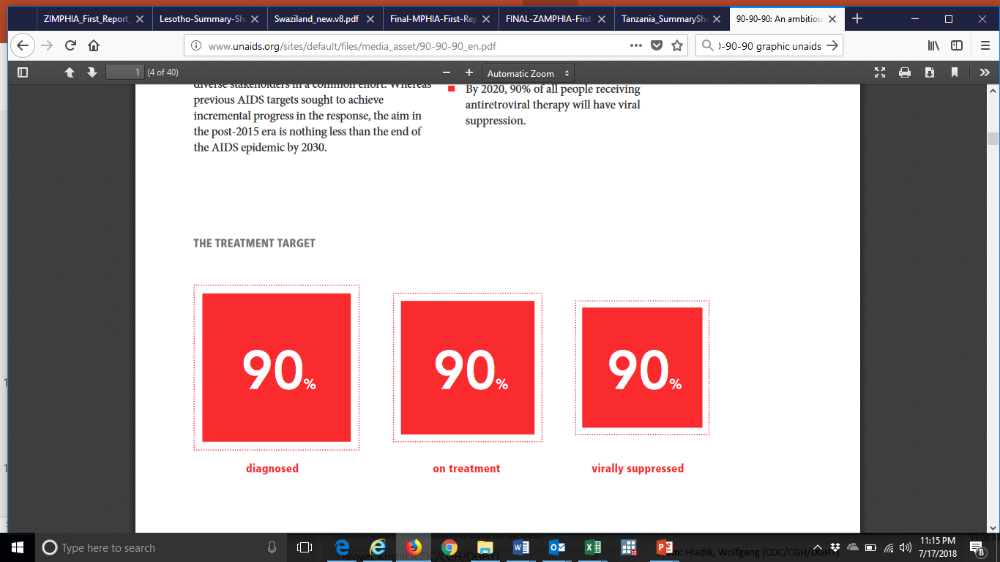 ZIMPHIA_First_Report_
Lesotho-Summary-Sh
Swaziland_new.v8.pdf
Final-MPHIA-First-Rep
FINAL-ZAMPHIA-First
Tanzania_SummaryShe
90-90-90: An ambitiou
www.unaids.org/sites/default/files/media_asset/90-90-90_en.pdf
)-90-90 graphic unaids
1 (4 of 40)
Automatic Zoom
diverse stakeholders in a common effort. Whereas
previous AIDS targets sought to achieve
incremental progress in the response, the aim in
the post-2015 era is nothing less than the end of
the AIDS epidemic by 2030.
By 2020, 90% of all people receiving
antiretroviral therapy will have viral
suppression.
THE TREATMENT TARGET
90%
90%
90%
diagnosed
on treatment
virally suppressed
Type here to search
11:15 PM
7/17/2018
8
Brown, Kristin (CDC/CGH/DGHT)
Hladik, Wolfgang (CDC/CGH/DGHT)